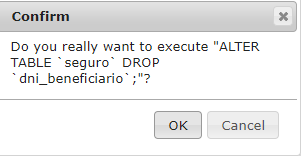 Confirm
Do you really want to execute "ALTER
TABLE `seguro` DROP
`dni_beneficiario`;"?
OK
Cancel